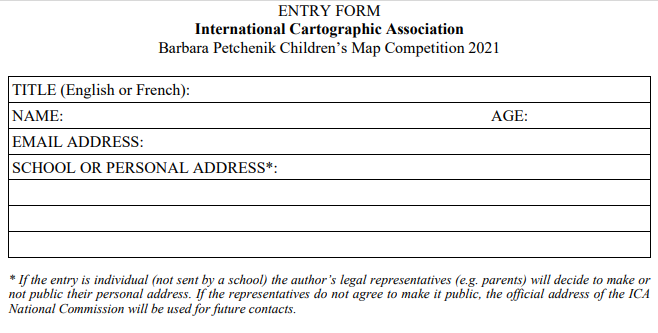 ENTRY FORM
International Cartographic Association
Barbara Petchenik Children’s Map Competition 2021
TITLE (English or French):
NAME: AGE:
EMAIL ADDRESS:
SCHOOL OR PERSONAL ADDRESS*:
* If the entry is individual (not sent by a school) the author’s legal representatives (e.g. parents) will decide to make or
not public their personal address. If the representatives do not agree to make it public, the official address of the ICA
National Commission will be used for future contacts.